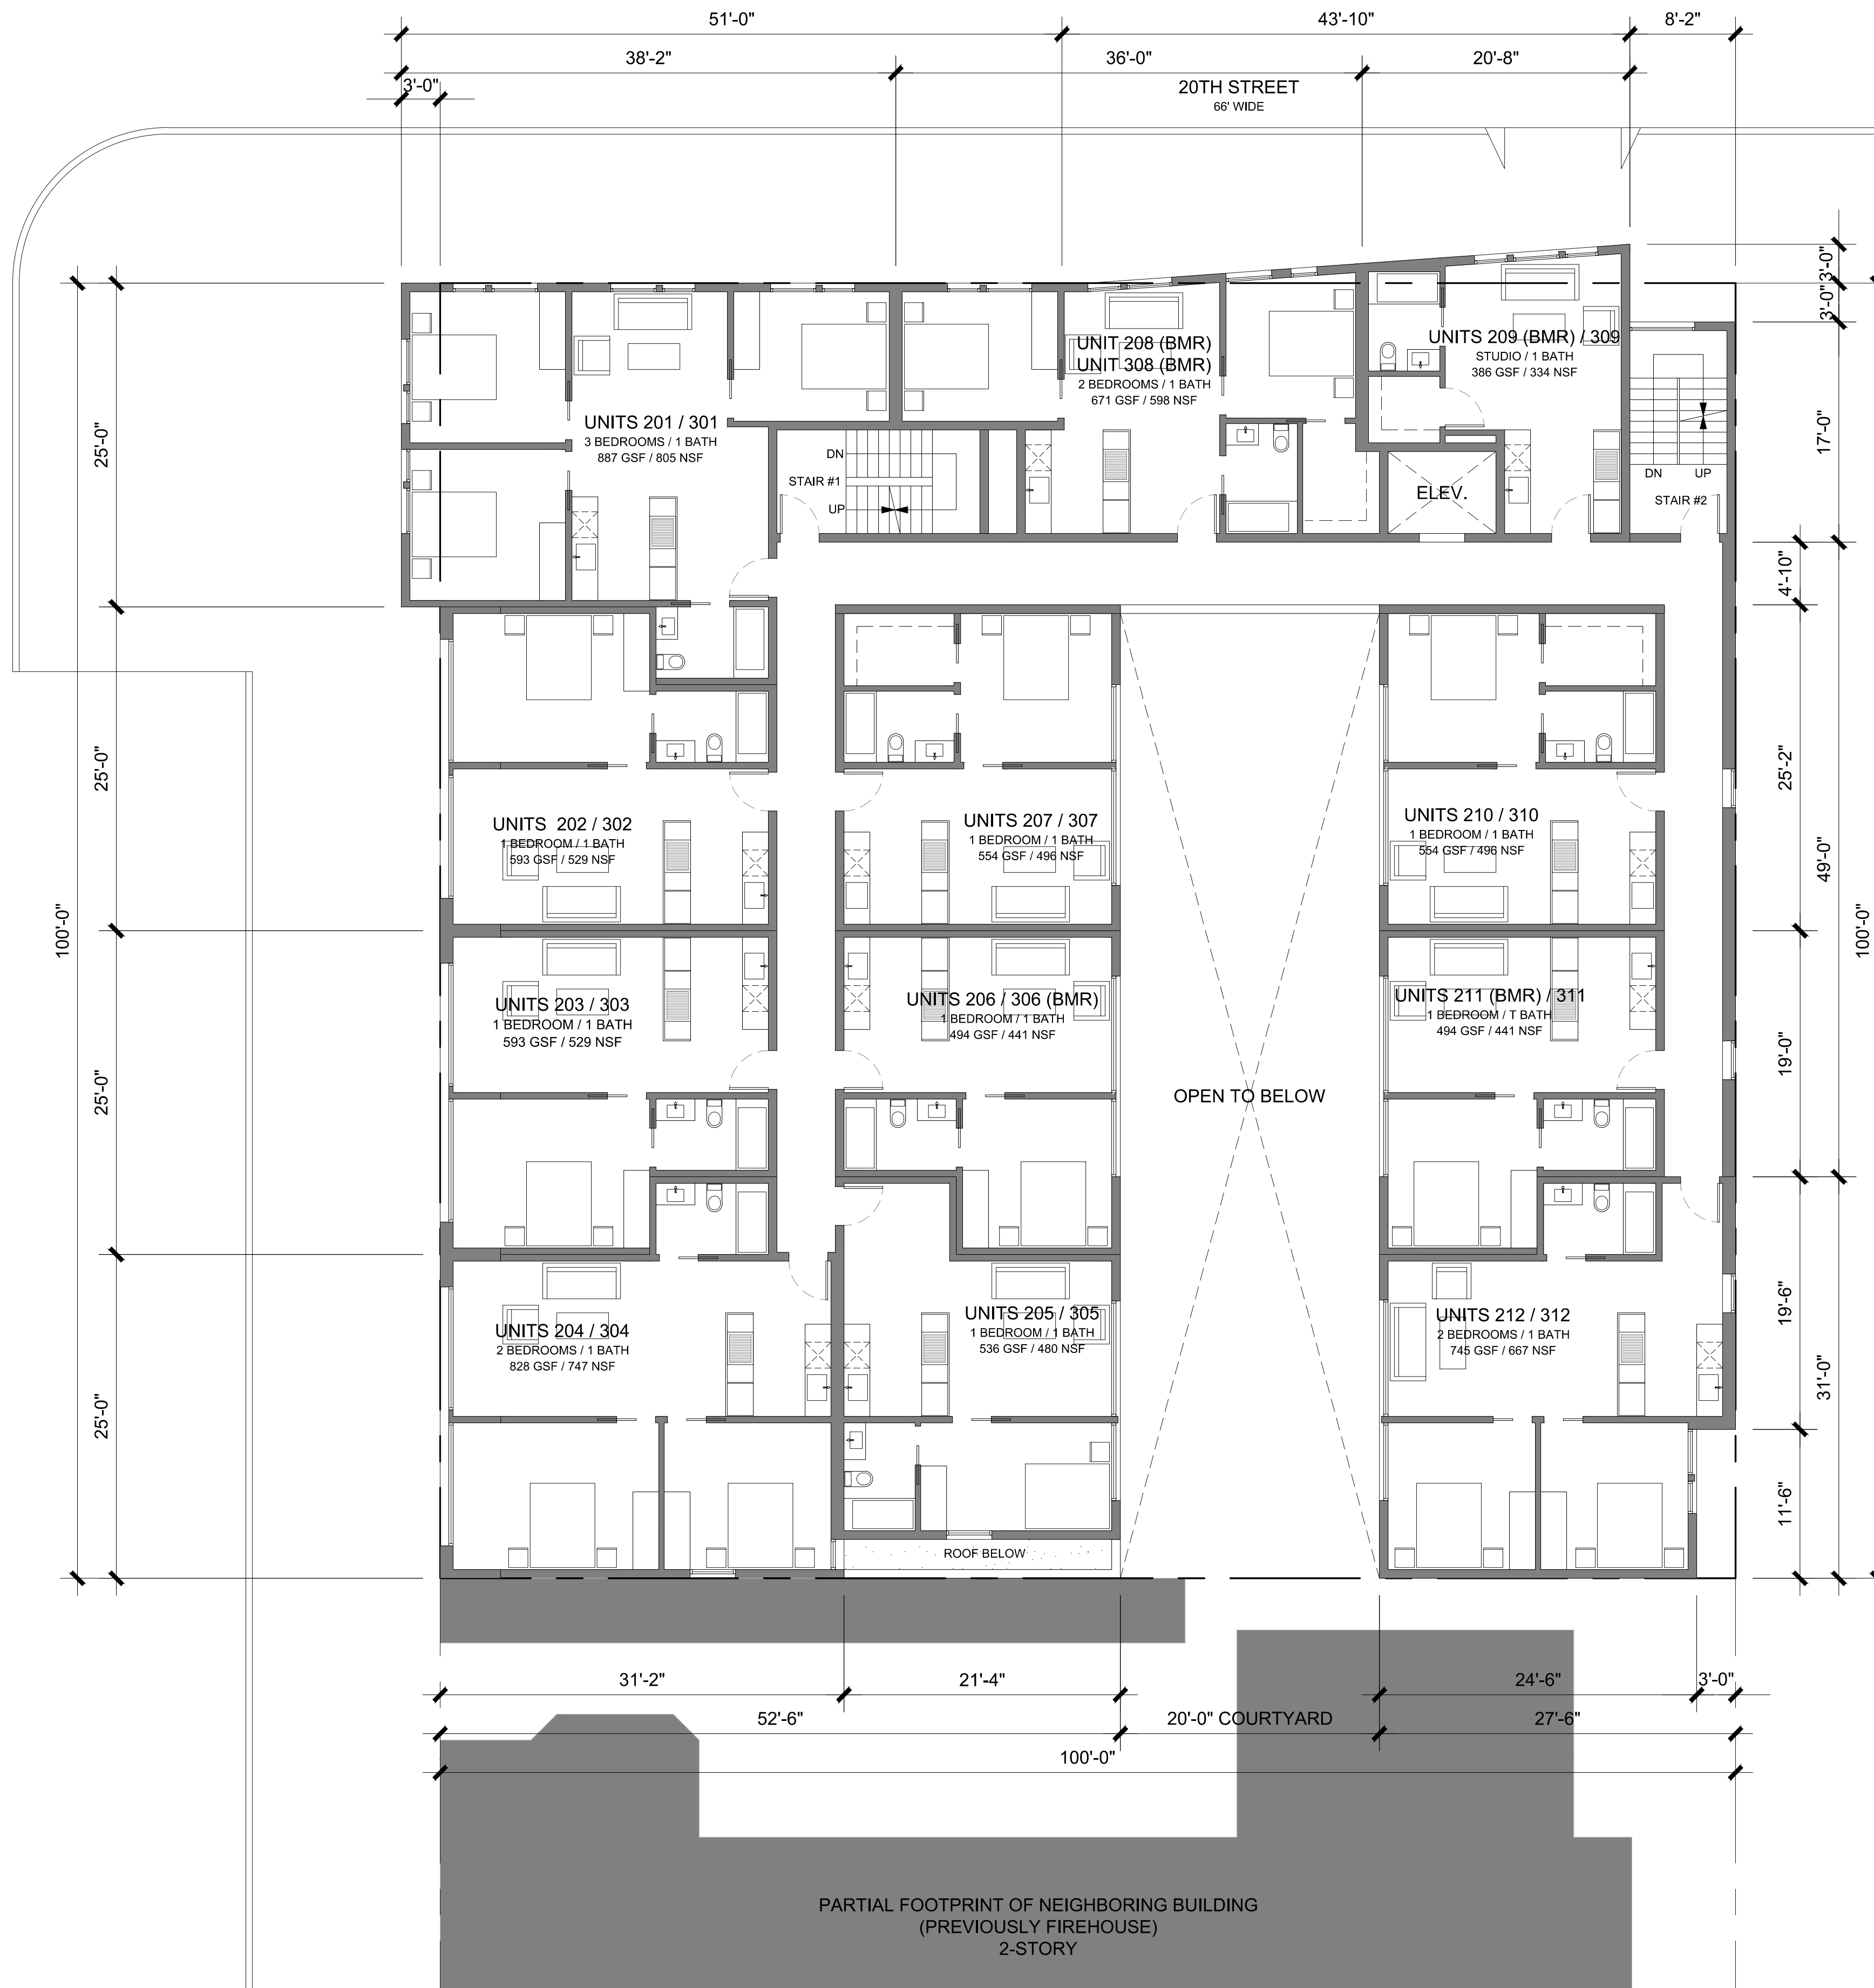 51'-0"
43'-10"
8'-2"
38'-2"
36'-0"
20'-8"
3'-0"
20TH STREET
66' WIDE
3'-0"
3'-0"
UNITS 201 / 301
3 BEDROOMS / 1 BATH
887 GSF / 805 NSF
UNIT 208 (BMR)
UNIT 308 (BMR)
2 BEDROOMS / 1 BATH
671 GSF / 598 NSF
UNITS 209 (BMR) / 309
STUDIO / 1 BATH
386 GSF / 334 NSF
25'-0"
17'-0"
DN
STAIR #1
UP
ELEV.
DN
UP
STAIR #2
4'-10"
25'-0"
25'-2"
UNITS 202 / 302
1 BEDROOM / 1 BATH
593 GSF / 529 NSF
UNITS 207 / 307
1 BEDROOM / 1 BATH
554 GSF / 496 NSF
UNITS 210 / 310
1 BEDROOM / 1 BATH
554 GSF / 496 NSF
49'-0"
100'-0"
100'-0"
UNITS 203 / 303
1 BEDROOM / 1 BATH
593 GSF / 529 NSF
UNITS 206 / 306 (BMR)
1 BEDROOM / 1 BATH
494 GSF / 441 NSF
UNITS 211 (BMR) / 311
1 BEDROOM / T BATH
494 GSF / 441 NSF
25'-0"
19'-0"
OPEN TO BELOW
UNITS 204 / 304
2 BEDROOMS / 1 BATH
828 GSF / 747 NSF
UNITS 205 / 305
1 BEDROOM / 1 BATH
536 GSF / 480 NSF
UNITS 212 / 312
2 BEDROOMS / 1 BATH
745 GSF / 667 NSF
25'-0"
19'-6"
31'-0"
11'-6"
ROOF BELOW
31'-2"
21'-4"
24'-6"
3'-0"
52'-6"
20'-0" COURTYARD
27'-6"
100'-0"
PARTIAL FOOTPRINT OF NEIGHBORING BUILDING
(PREVIOUSLY FIREHOUSE)
2-STORY